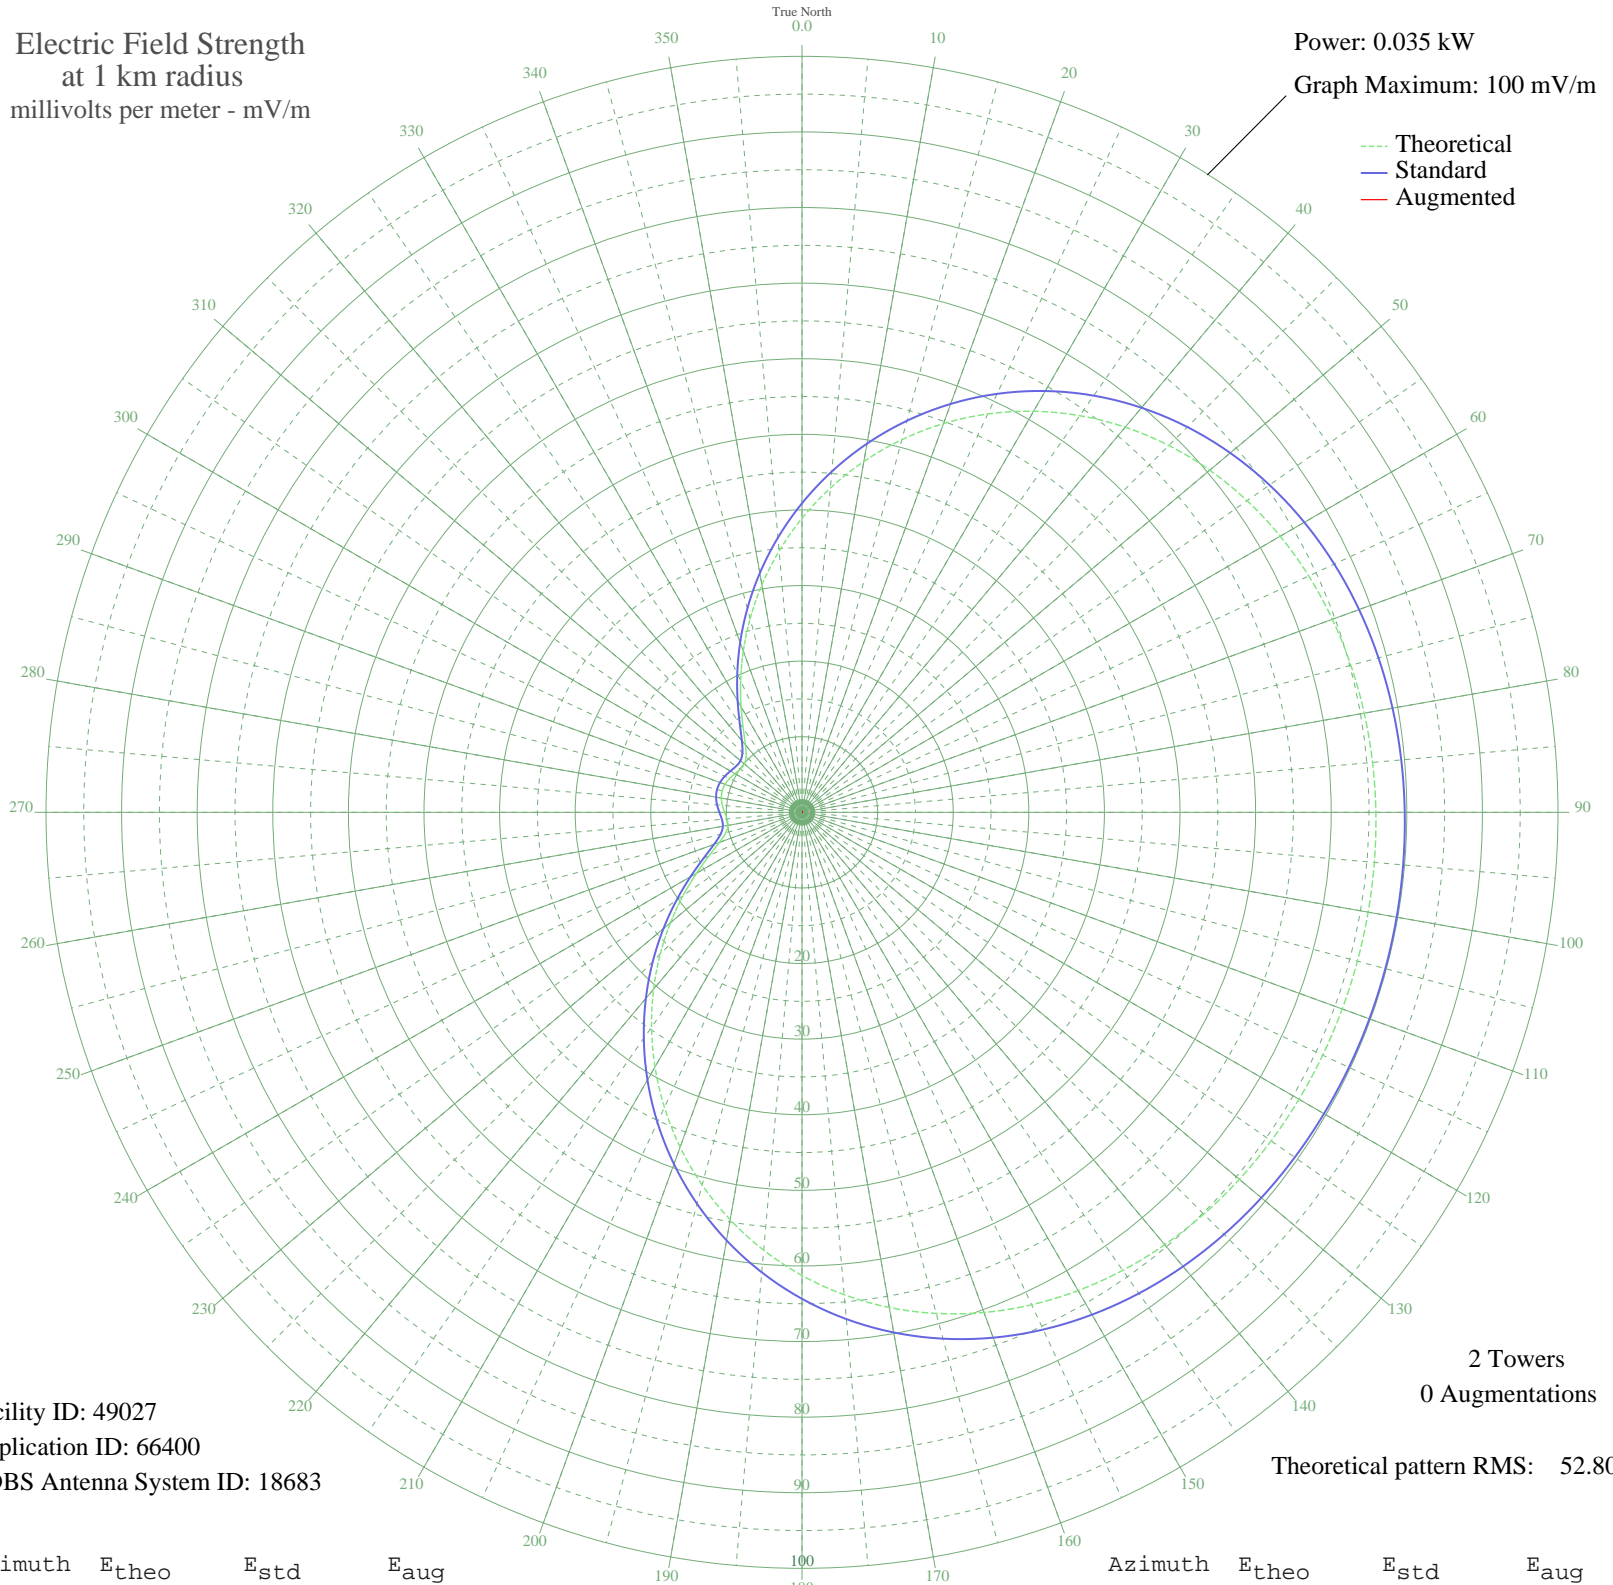 True North
0.0
Electric Field Strength
at 1 km radius
millivolts per meter - mV/m
Power: 0.035 kW
Graph Maximum: 100 mV/m
Theoretical
Standard
Augmented
10
20
30
40
50
60
70
80
90
100
110
120
130
140
150
160
170
180
190
200
210
220
230
240
250
260
270
280
290
300
310
320
330
340
350
20
30
40
50
60
70
80
90
100
2 Towers
0 Augmentations
Theoretical pattern RMS: 52.80
cility ID: 49027
plication ID: 66400
DBS Antenna System ID: 18683
imuth Etheo Estd Eaug
Azimuth Etheo Estd Eaug